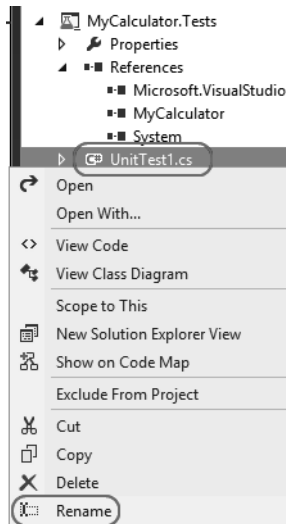 MyCalculator.Tests
Properties
References
Microsoft.VisualStudio
MyCalculator
System
UnitTest1.cs
Open
Open With...
View Code
View Class Diagram
Scope to This
New Solution Explorer View
Show on Code Map
Exclude From Project
Cut
Copy
Delete
Rename